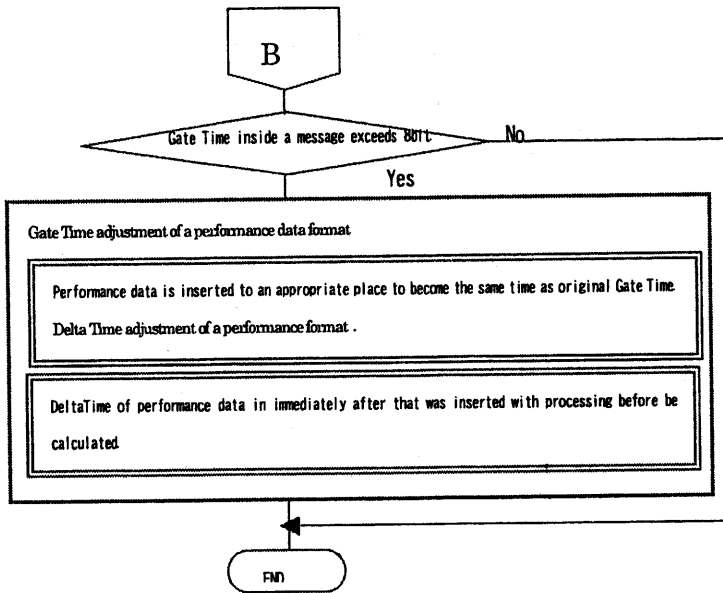 B
Gate Time inside a message exceeds 8bit.
No
Yes
Gate Time adjustment of a performance data format
Performance data is inserted to an appropriate place to become the same time as original Gate Time.
Delta Time adjustment of a performance format .
DeltaTime of performance data in immediately after that was inserted with processing before be
calculated.
END